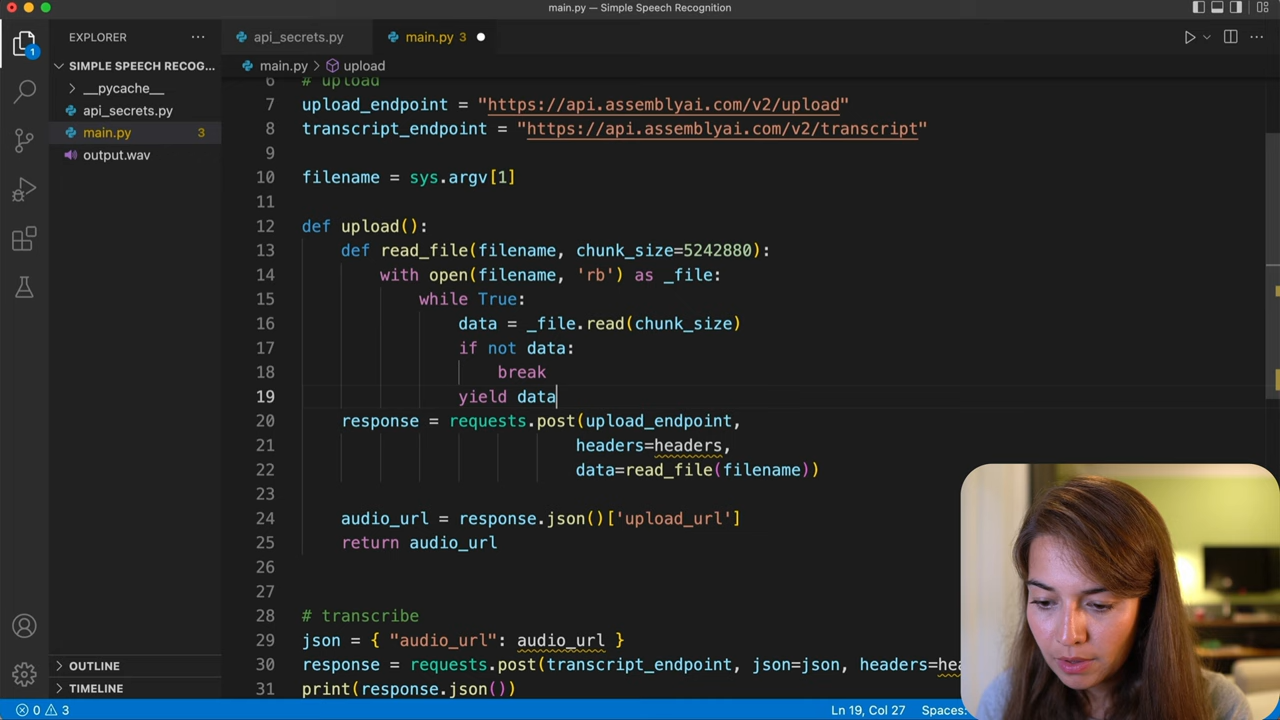 main.py — Simple Speech Recognition
EXPLORER
api_secrets.py
main.py 3
SIMPLE SPEECH RECOG...
__pycache__
api_secrets.py
main.py 3
output.wav
OUTLINE
TIMELINE
1
main.py > upload
6 # upload
7 upload_endpoint = "https://api.assemblyai.com/v2/upload"
8 transcript_endpoint = "https://api.assemblyai.com/v2/transcript"
9
10 filename = sys.argv[1]
11
12 def upload():
13     def read_file(filename, chunk_size=5242880):
14         with open(filename, 'rb') as _file:
15             while True:
16                 data = _file.read(chunk_size)
17                 if not data:
18                     break
19                 yield data
20     response = requests.post(upload_endpoint,
21                             headers=headers,
22                             data=read_file(filename))
23
24     audio_url = response.json()['upload_url']
25     return audio_url
26
27
28 # transcribe
29 json = { "audio_url": audio_url }
30 response = requests.post(transcript_endpoint, json=json, headers=hea
31 print(response.json())
0 3
Ln 19, Col 27 Spaces: